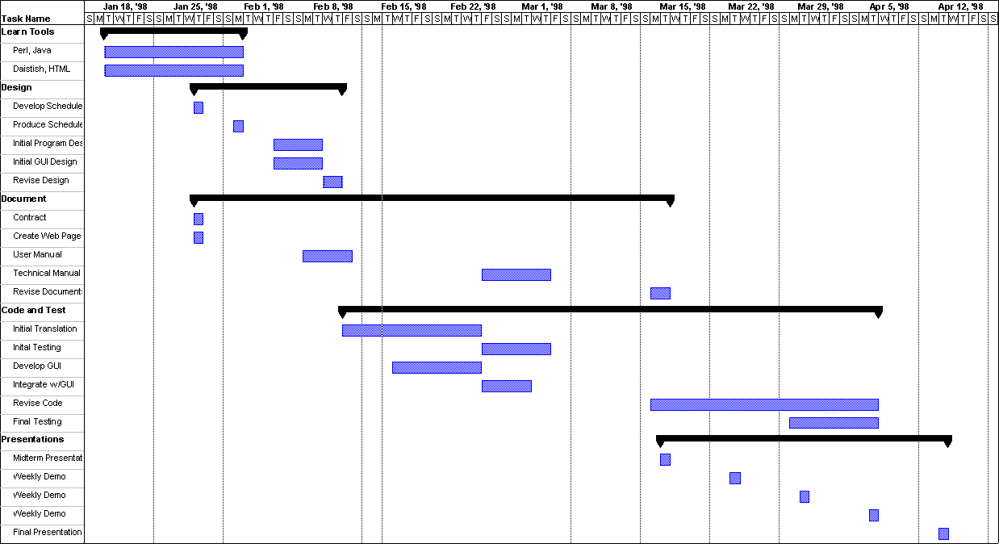 Jan 18, '98 Jan 25, '98 Feb 1, '98 Feb 8, '98 Feb 15, '98 Feb 22, '98 Mar 1, '98 Mar 8, '98 Mar 15, '98 Mar 22, '98 Mar 29, '98 Apr 5, '98 Apr 12, '98
Task Name S M T W T F S S M T W T F S S M T W T F S S M T W T F S S M T W T F S S M T W T F S S M T W T F S S M T W T F S S M T W T F S S M T W T F S S M T W T F S S M T W T F S S M T W T F S S
Learn Tools
Perl, Java
Daistish, HTML
Design
Develop Schedule
Produce Schedule
Initial Program Des
Initial GUI Design
Revise Design
Document
Contract
Create Web Page
User Manual
Technical Manual
Revise Documents
Code and Test
Initial Translation
Inital Testing
Develop GUI
Integrate w/GUI
Revise Code
Final Testing
Presentations
Midterm Presentat
Weekly Demo
Weekly Demo
Weekly Demo
Final Presentation